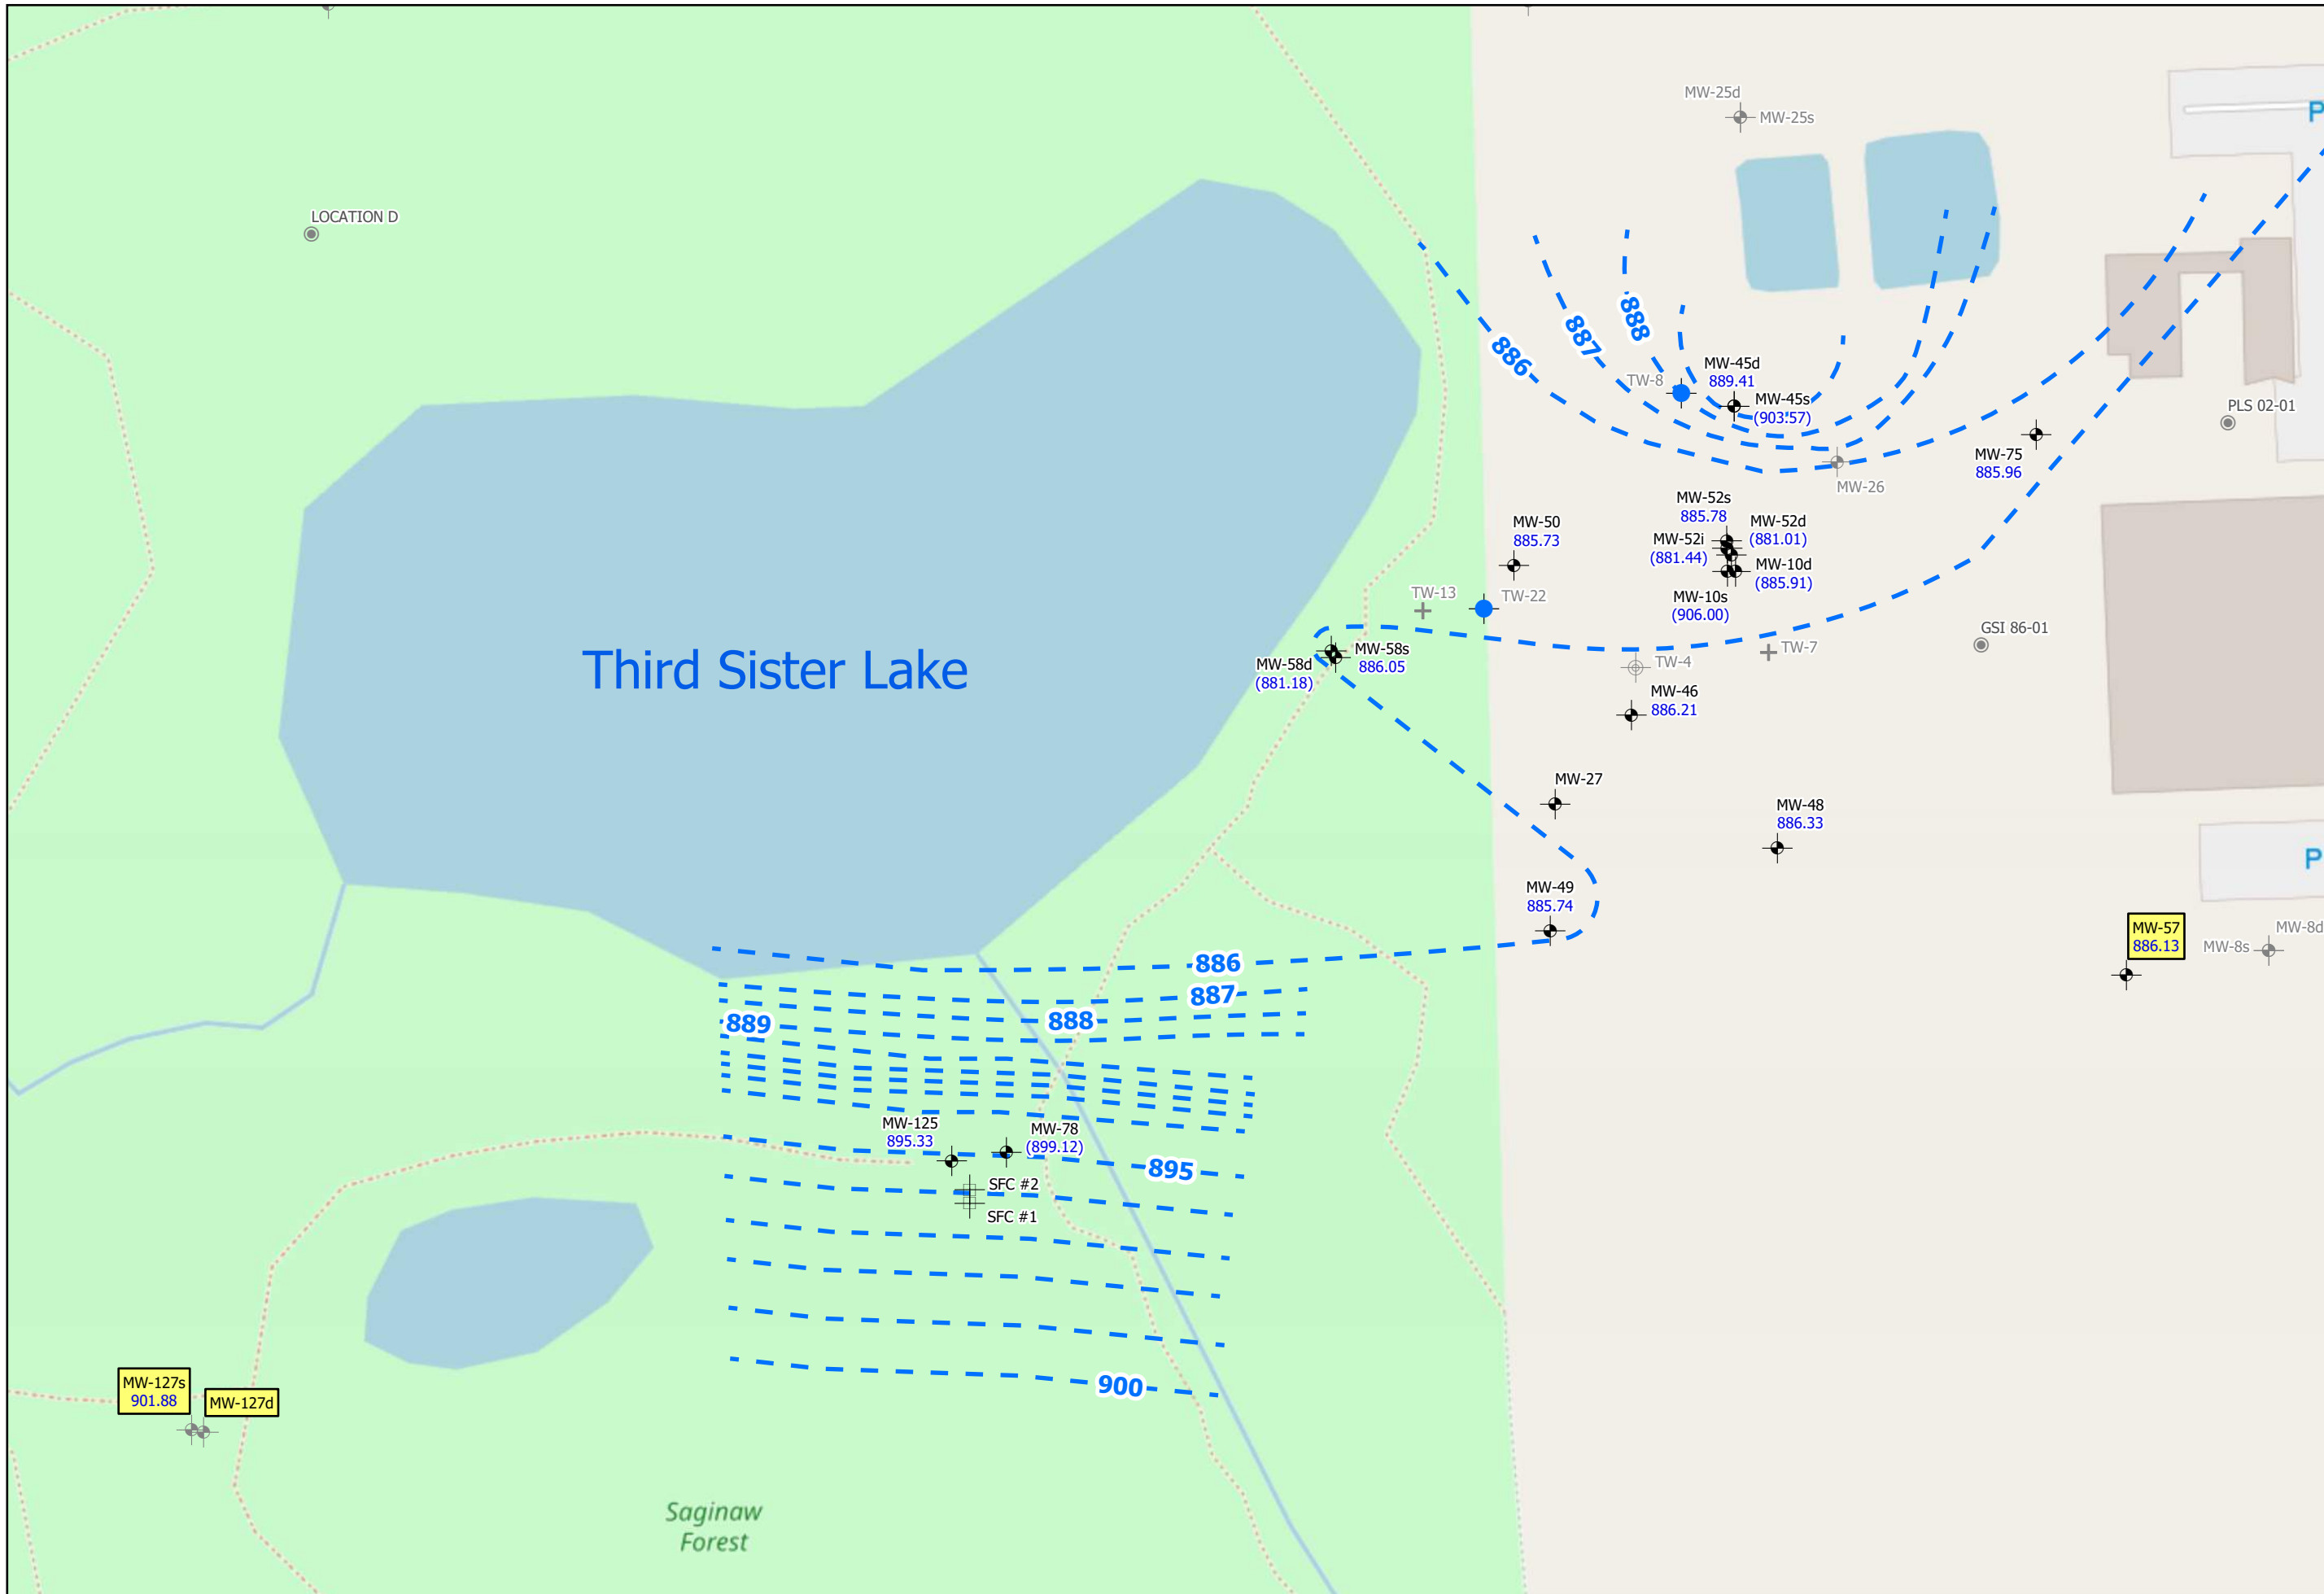 MW-25d
MW-25s
P
LOCATION D
886
887
888
TW-8
MW-45d
889.41
MW-45s
(903.57)
PLS 02-01
MW-75
885.96
MW-26
MW-52s
885.78
MW-52d
(881.01)
MW-50
885.73
MW-52i
(881.44)
MW-10d
(885.91)
MW-10s
(906.00)
TW-13
TW-22
GSI 86-01
Third Sister Lake
MW-58s
886.05
MW-58d
(881.18)
TW-4
TW-7
MW-46
886.21
MW-27
MW-48
886.33
P
MW-49
885.74
MW-57
886.13
MW-8s
MW-8d
886
887
888
889
MW-125
895.33
MW-78
(899.12)
895
SFC #2
SFC #1
900
MW-127s
901.88
MW-127d
Saginaw
Forest